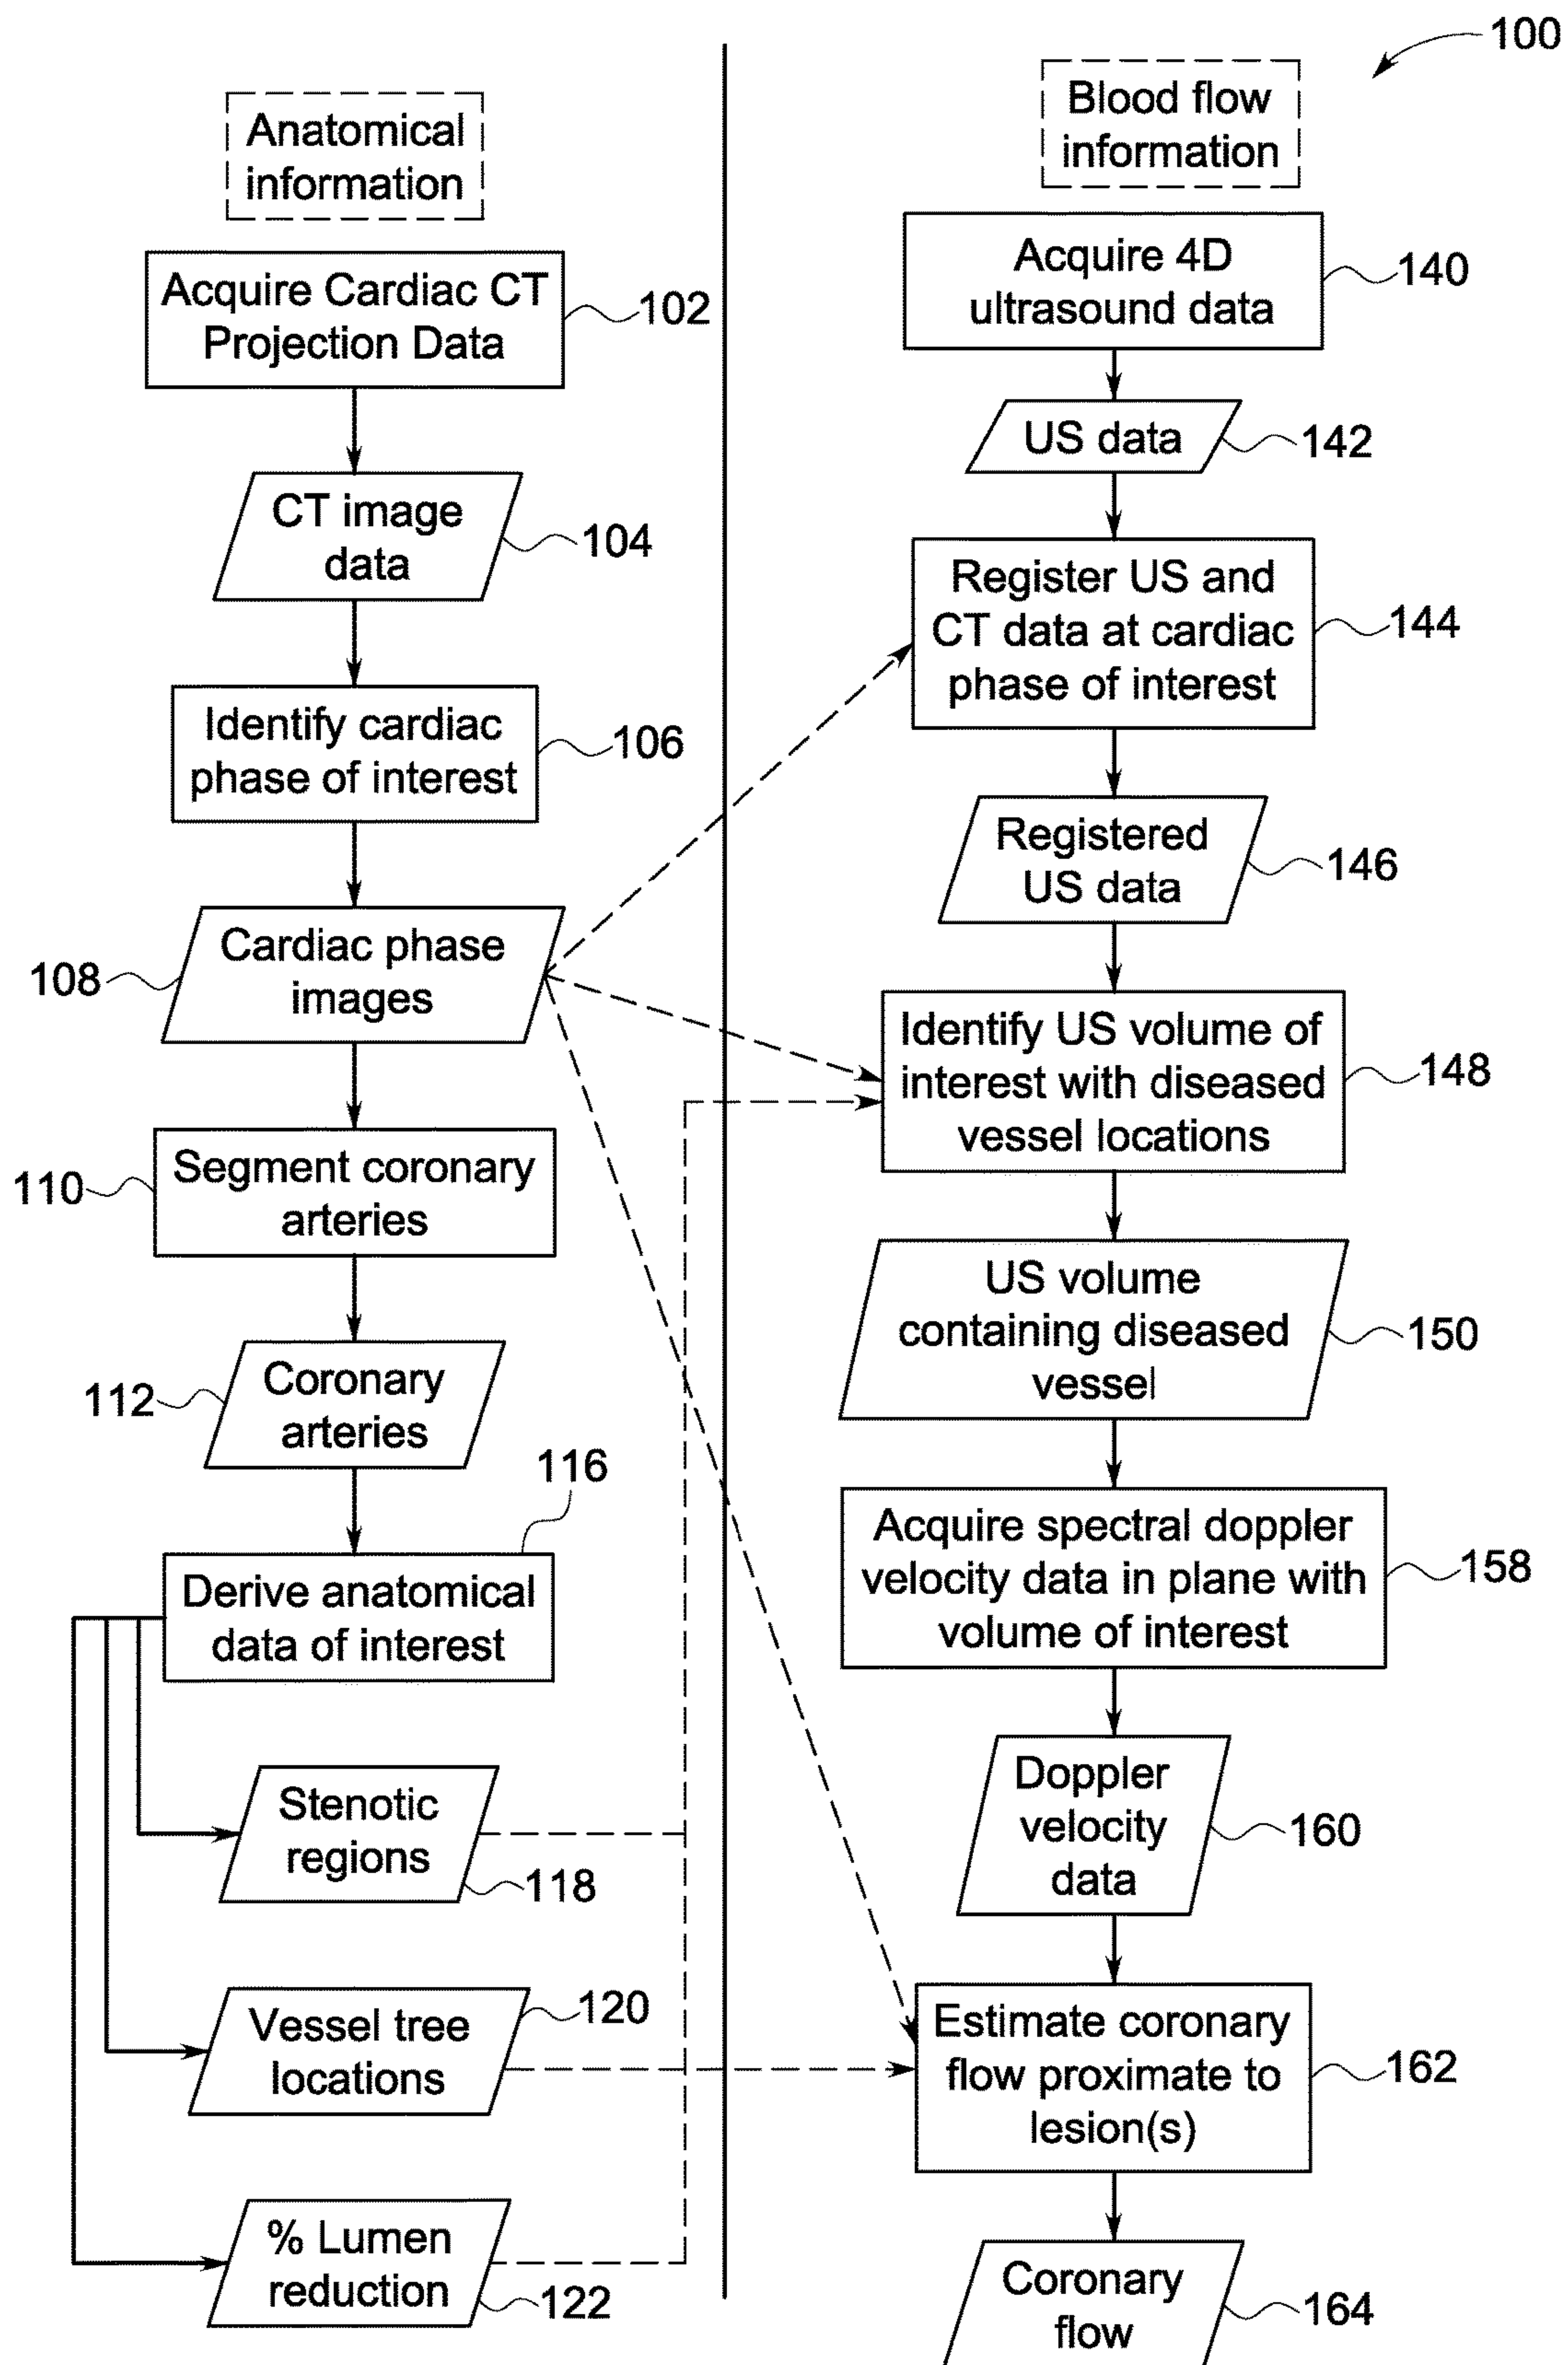 100
Anatomical
information
Acquire Cardiac CT
Projection Data
102
CT image
data
104
Identify cardiac
phase of interest
106
Cardiac phase
images
108
Segment coronary
arteries
110
Coronary
arteries
112
116
Derive anatomical
data of interest
Stenotic
regions
118
Vessel tree
locations
120
% Lumen
reduction
122
Blood flow
information
Acquire 4D
ultrasound data
140
US data
142
Register US and
CT data at cardiac
phase of interest
144
Registered
US data
146
Identify US volume of
interest with diseased
vessel locations
148
US volume
containing diseased
vessel
150
Acquire spectral doppler
velocity data in plane with
volume of interest
158
Doppler
velocity
data
160
Estimate coronary
flow proximate to
lesion(s)
162
Coronary
flow
164